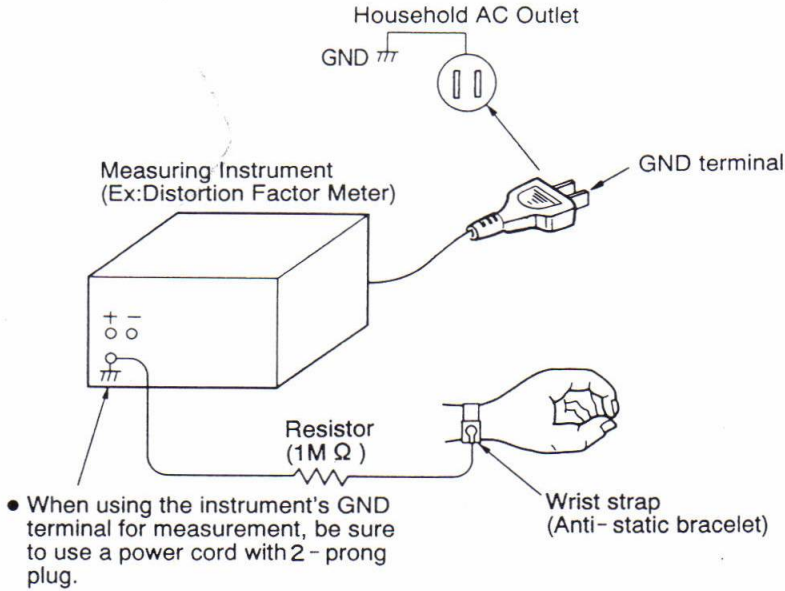 Household AC Outlet
GND
Measuring Instrument
(Ex:Distortion Factor Meter)
GND terminal
+ −
Resistor
(1M Ω )
Wrist strap
(Anti- static bracelet)
● When using the instrument's GND
terminal for measurement, be sure
to use a power cord with 2 - prong
plug.